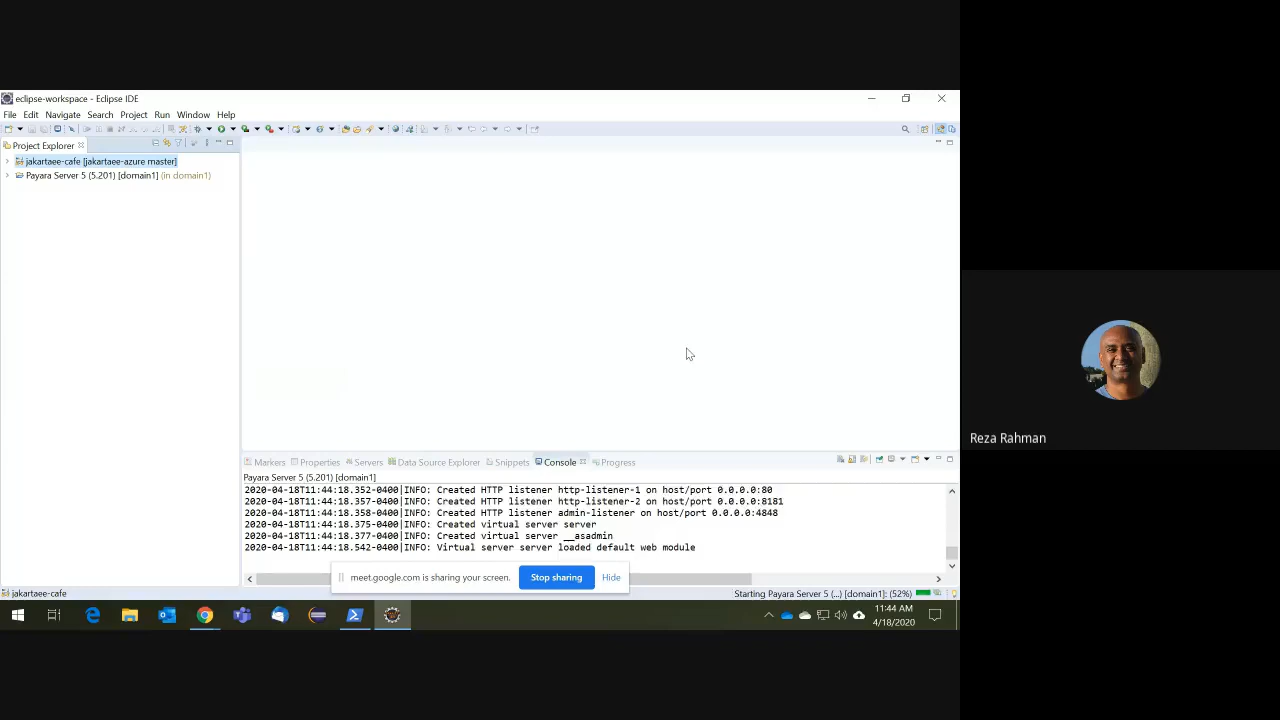 eclipse-workspace - Eclipse IDE
File Edit Navigate Search Project Run Window Help
Project Explorer
jakartaee-cafe [jakartaee-azure master]
Payara Server 5 (5.201) [domain1] (in domain1)
Reza Rahman
Markers Properties Servers Data Source Explorer Snippets Console Progress
Payara Server 5 (5.201) [domain1]
2020-04-18T11:44:18.352-0400|INFO: Created HTTP listener http-listener-1 on host/port 0.0.0.0:80
2020-04-18T11:44:18.357-0400|INFO: Created HTTP listener http-listener-2 on host/port 0.0.0.0:8181
2020-04-18T11:44:18.358-0400|INFO: Created HTTP listener admin-listener on host/port 0.0.0.0:4848
2020-04-18T11:44:18.375-0400|INFO: Created virtual server server
2020-04-18T11:44:18.377-0400|INFO: Created virtual server __asadmin
2020-04-18T11:44:18.542-0400|INFO: Virtual server server loaded default web module
meet.google.com is sharing your screen. Stop sharing Hide
jakartaee-cafe
Starting Payara Server 5 (...) [domain1]: (52%)
11:44 AM
4/18/2020